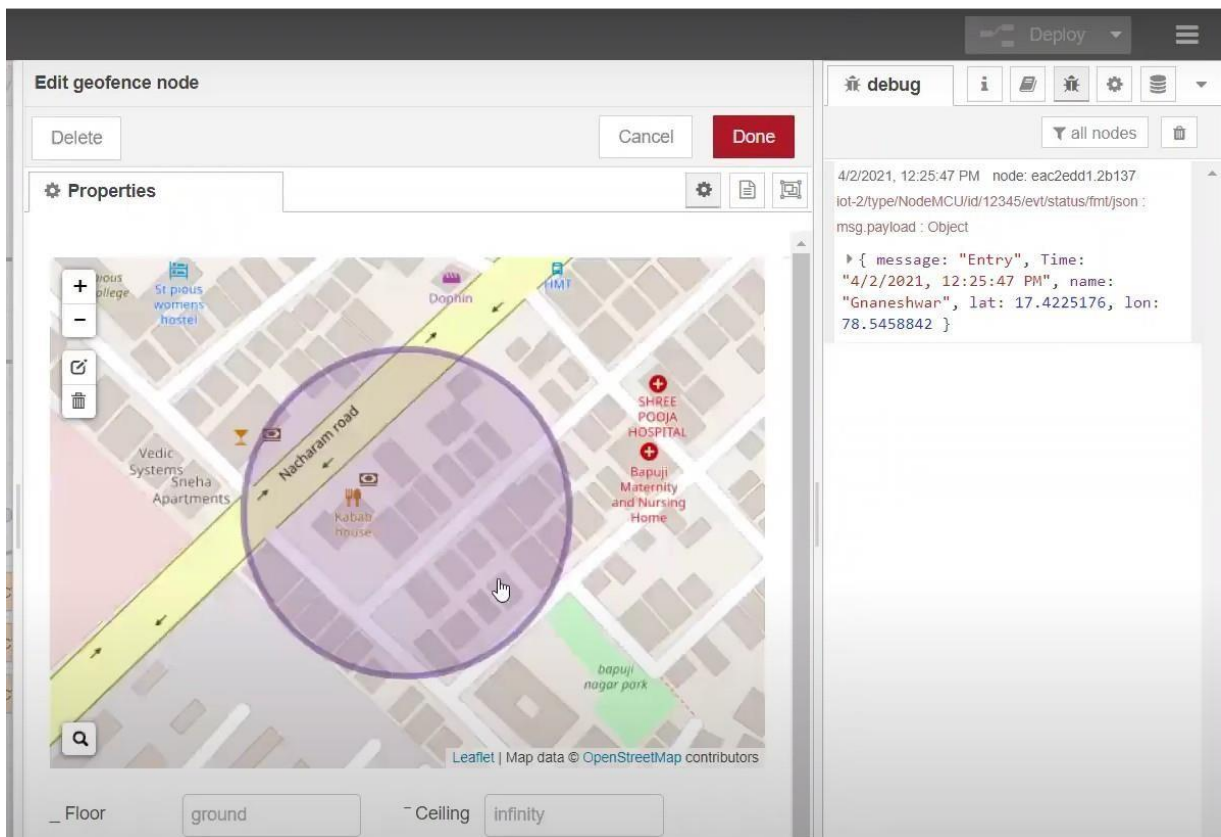 Deploy
Edit geofence node
Delete
Cancel
Done
Properties
pious
ollege
St pious
womens
hostel
Dophin
HMT
Nacharam road
Vedic
Systems
Sneha
Apartments
Kabab
house
SHREE
POOJA
HOSPITAL
Bapuji
Maternity
and Nursing
Home
bapuji
nagar park
Leaflet | Map data © OpenStreetMap contributors
_ Floor
ground
‾ Ceiling
infinity
debug
i
all nodes
4/2/2021, 12:25:47 PM node: eac2edd1.2b137
iot-2/type/NodeMCU/id/12345/evt/status/fmt/json :
msg.payload : Object
{ message: "Entry", Time:
"4/2/2021, 12:25:47 PM", name:
"Gnaneshwar", lat: 17.4225176, lon:
78.5458842 }